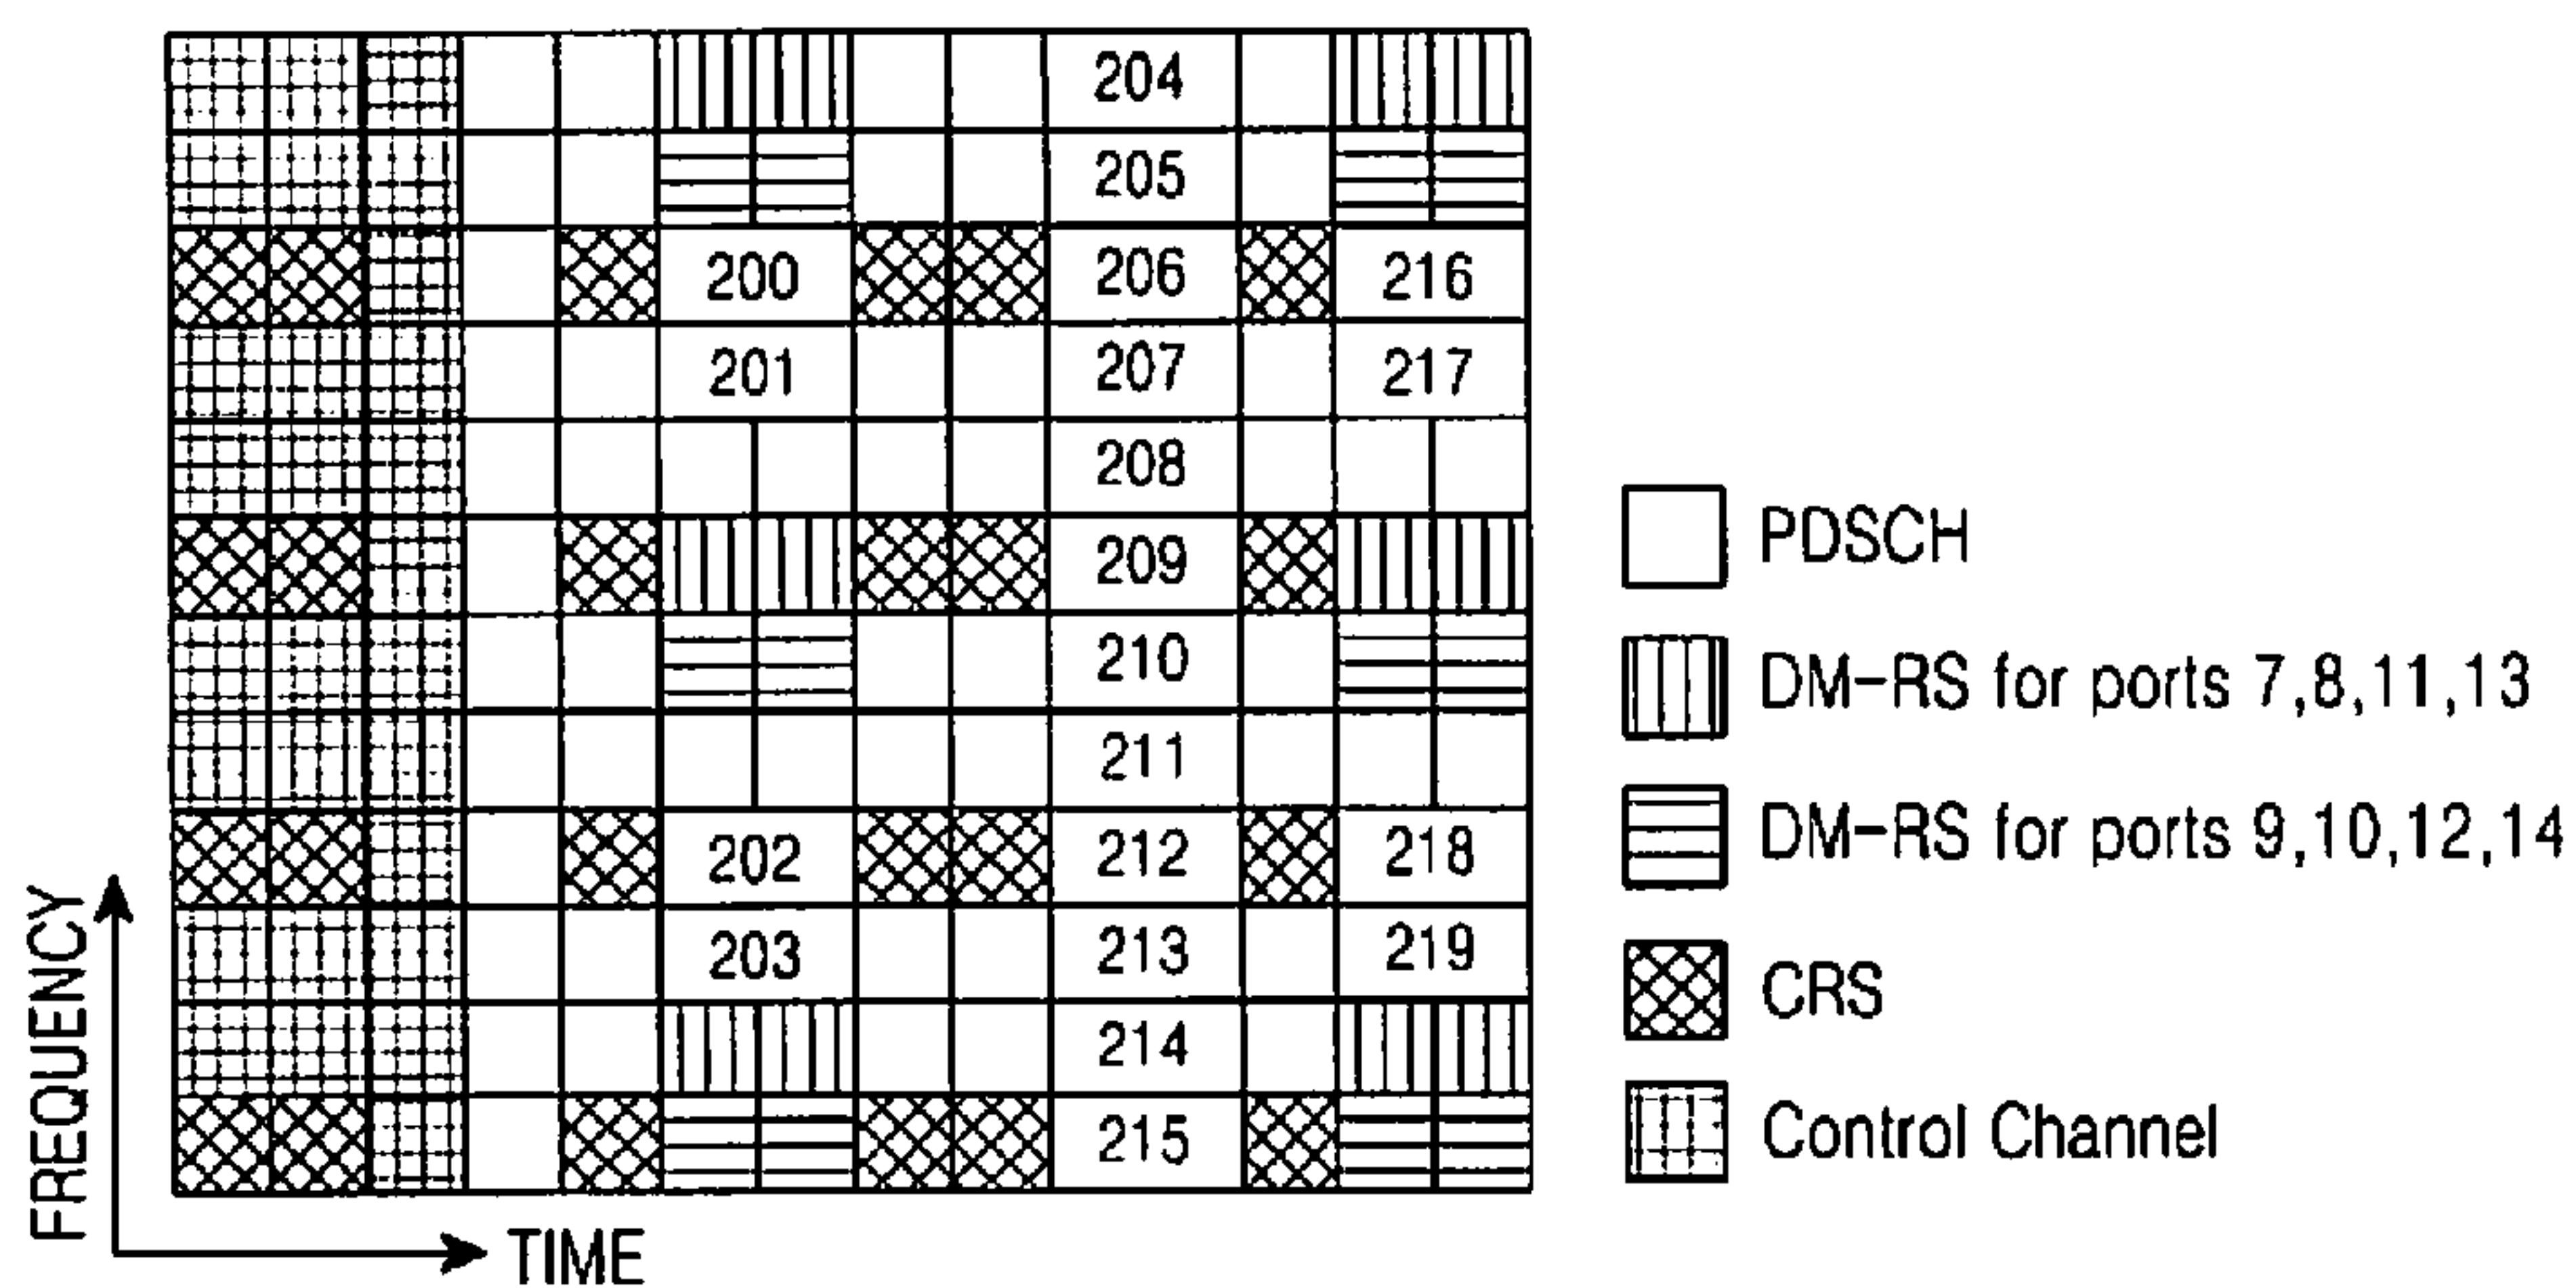 204
205
200 206 216
201 207 217
208
209
210
211
202 212 218
203 213 219
214
215
FREQUENCY
TIME
PDSCH
DM-RS for ports 7,8,11,13
DM-RS for ports 9,10,12,14
CRS
Control Channel